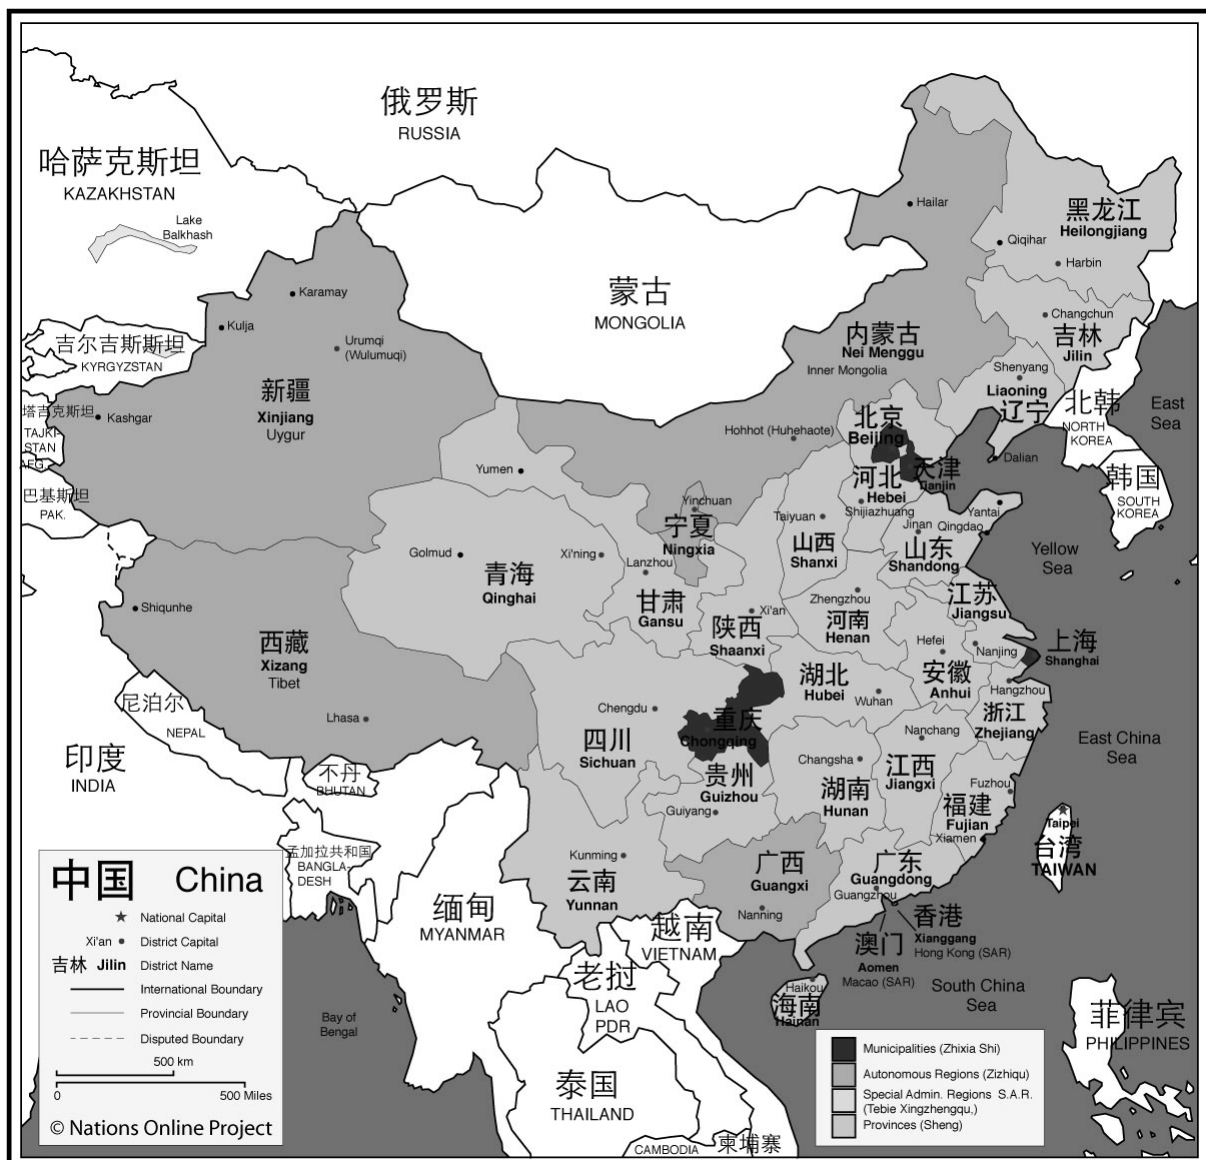 俄罗斯
RUSSIA
哈萨克斯坦
KAZAKHSTAN
Lake
Balkhash
蒙古
MONGOLIA
Hailar
黑龙江
Heilongjiang
Qiqihar
Harbin
Karamay
Kulja
Urumqi
(Wulumuqi)
吉尔吉斯斯坦
KYRGYZSTAN
新疆
Xinjiang
Uygur
内蒙古
Nei Menggu
Inner Mongolia
Changchun
吉林
Jilin
Shenyang
Liaoning
辽宁
塔吉克斯坦
TAJKI-
STAN
AFG.
Kashgar
巴基斯坦
PAK.
Hohhot (Huhehaote)
北京
Beijing
天津
Tianjin
Dalian
北韩
NORTH
KOREA
East
Sea
韩国
SOUTH
KOREA
Yumen
河北
Hebei
Shijiazhuang
Yinchuan
宁夏
Ningxia
Taiyuan
山西
Shanxi
Yantai
Jinan
Qingdao
山东
Shandong
Yellow
Sea
Golmud
Xi'ning
青海
Qinghai
Lanzhou
甘肃
Gansu
Zhengzhou
河南
Henan
江苏
Jiangsu
Xi'an
陕西
Shaanxi
Shiqunhe
西藏
Xizang
Tibet
Lhasa
Hefei
Nanjing
安徽
Anhui
上海
Shanghai
Hangzhou
浙江
Zhejiang
湖北
Hubei
Wuhan
Chengdu
四川
Sichuan
重庆
Chongqing
尼泊尔
NEPAL
印度
INDIA
不丹
BHUTAN
贵州
Guizhou
Guiyang
Changsha
湖南
Hunan
Nanchang
江西
Jiangxi
Fuzhou
福建
Fujian
Xiamen
East China
Sea
Taipei
台湾
TAIWAN
孟加拉共和国
BANGLA-
DESH
Kunming
云南
Yunnan
广西
Guangxi
Nanning
广东
Guangdong
Guangzhou
香港
Xianggang
Hong Kong (SAR)
澳门
Aomen
Macao (SAR)
缅甸
MYANMAR
越南
VIETNAM
老挝
LAO
PDR
Haikou
海南
Hainan
South China
Sea
菲律宾
PHILIPPINES
Bay of
Bengal
泰国
THAILAND
CAMBODIA
柬埔寨
中国 China
National Capital
Xi'an District Capital
吉林 Jilin District Name
International Boundary
Provincial Boundary
Disputed Boundary
500 km
0 500 Miles
© Nations Online Project
Municipalities (Zhixia Shi)
Autonomous Regions (Zizhiqu)
Special Admin. Regions S.A.R.
(Tebie Xingzhengqu,)
Provinces (Sheng)